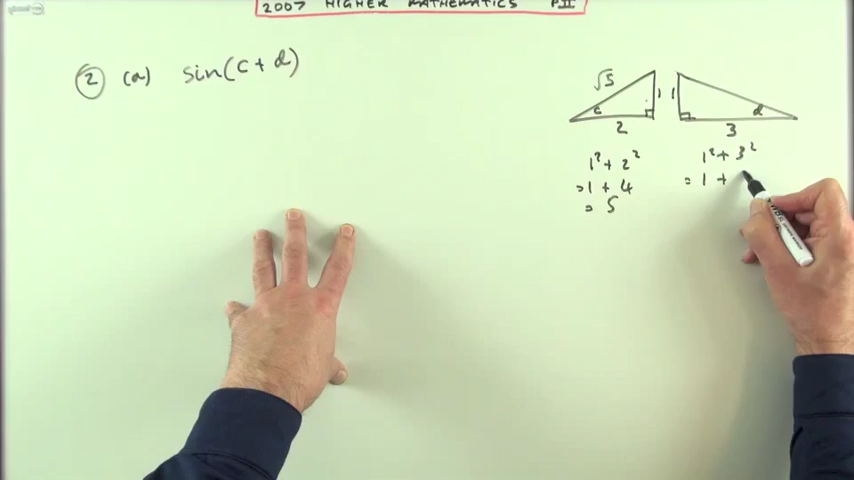 2007 HIGHER MATHEMATICS PII
2 (a) sin(c + d)
√5 c 1 2
1 d 3
1² + 2²
= 1 + 4
= 5
1² + 3²
= 1 +